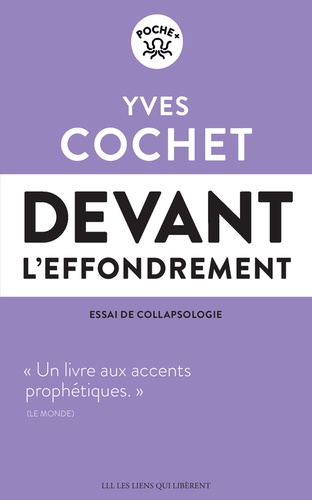 POCHE+
YVES
COCHET
DEVANT
L'EFFONDREMENT
ESSAI DE COLLAPSOLOGIE
« Un livre aux accents
prophétiques. »
(LE MONDE)
LLL LES LIENS QUI LIBÈRENT